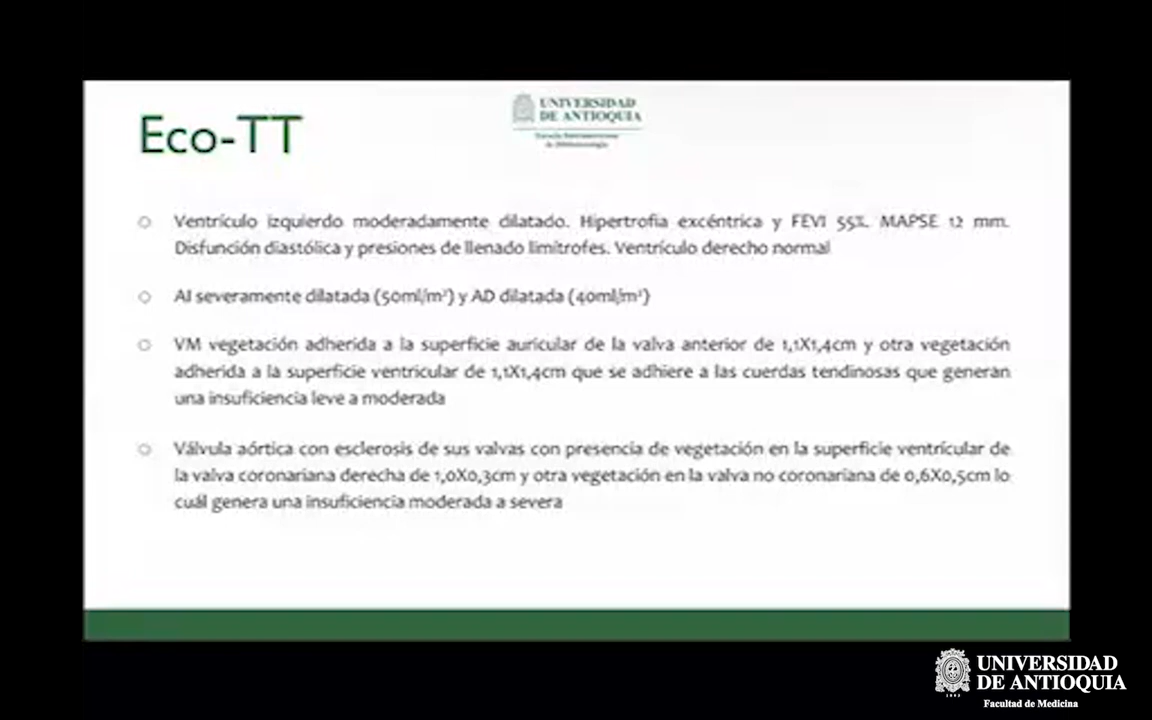 UNIVERSIDAD
DE ANTIOQUIA
Eco-TT
Ventrículo izquierdo moderadamente dilatado. Hipertrofia excéntrica y FEVI 55%. MAPSE 12 mm.
Disfunción diastólica y presiones de llenado limítrofes. Ventrículo derecho normal
AI severamente dilatada (50ml/m²) y AD dilatada (40ml/m²)
VM vegetación adherida a la superficie auricular de la valva anterior de 1,1X1,4cm y otra vegetación
adherida a la superficie ventricular de 1,1X1,4cm que se adhiere a las cuerdas tendinosas que generan
una insuficiencia leve a moderada
Válvula aórtica con esclerosis de sus valvas con presencia de vegetación en la superficie ventrícular de
la valva coronariana derecha de 1,0X0,3cm y otra vegetación en la valva no coronariana de 0,6X0,5cm lo
cuál genera una insuficiencia moderada a severa
UNIVERSIDAD
DE ANTIOQUIA
Facultad de Medicina